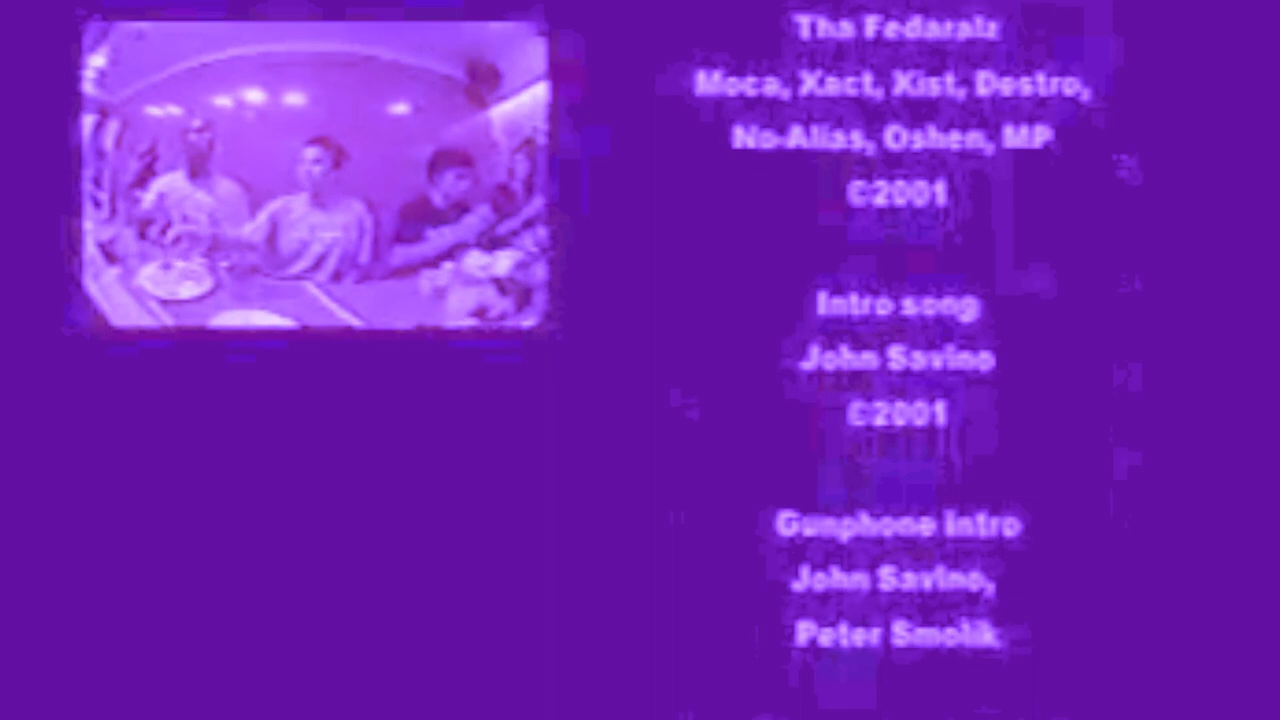 Tha Fedaralz
Moca, Xact, Xist, Destro,
No-Alias, Oshen, MP
©2001
Intro song
John Savino
©2001
Gunphone Intro
John Savino,
Peter Smolik